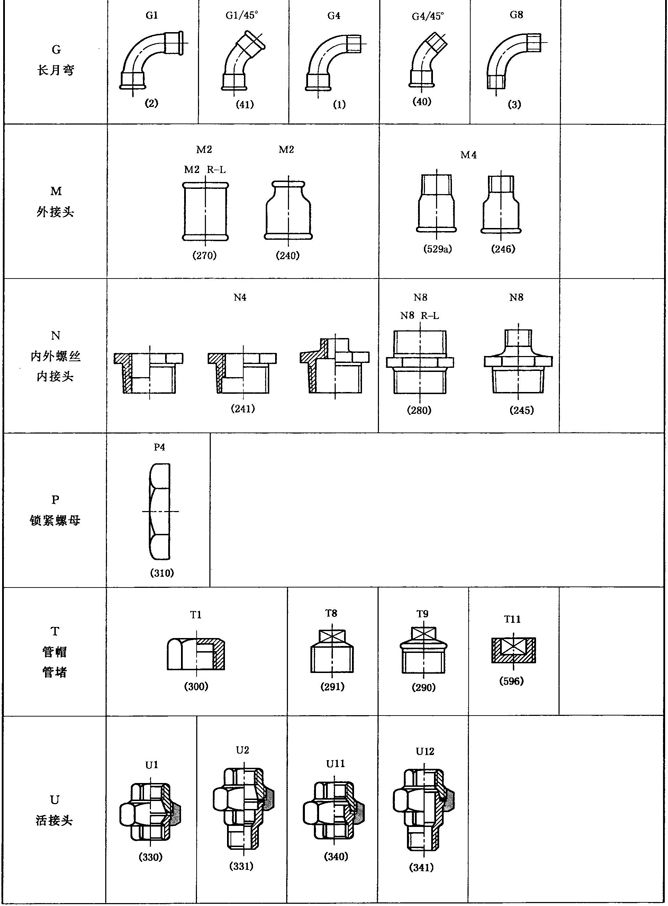 G
长月弯
G1
G1/45°
G4
G4/45°
G8
(2)
(41)
(1)
(40)
(3)
M
外接头
M2
M2 R-L
M2
M4
(270)
(240)
(529a)
(246)
N
内外螺丝
内接头
N4
N8
N8 R-L
N8
(241)
(280)
(245)
P
锁紧螺母
P4
(310)
T
管帽
管堵
T1
T8
T9
T11
(300)
(291)
(290)
(596)
U
活接头
U1
U2
U11
U12
(330)
(331)
(340)
(341)